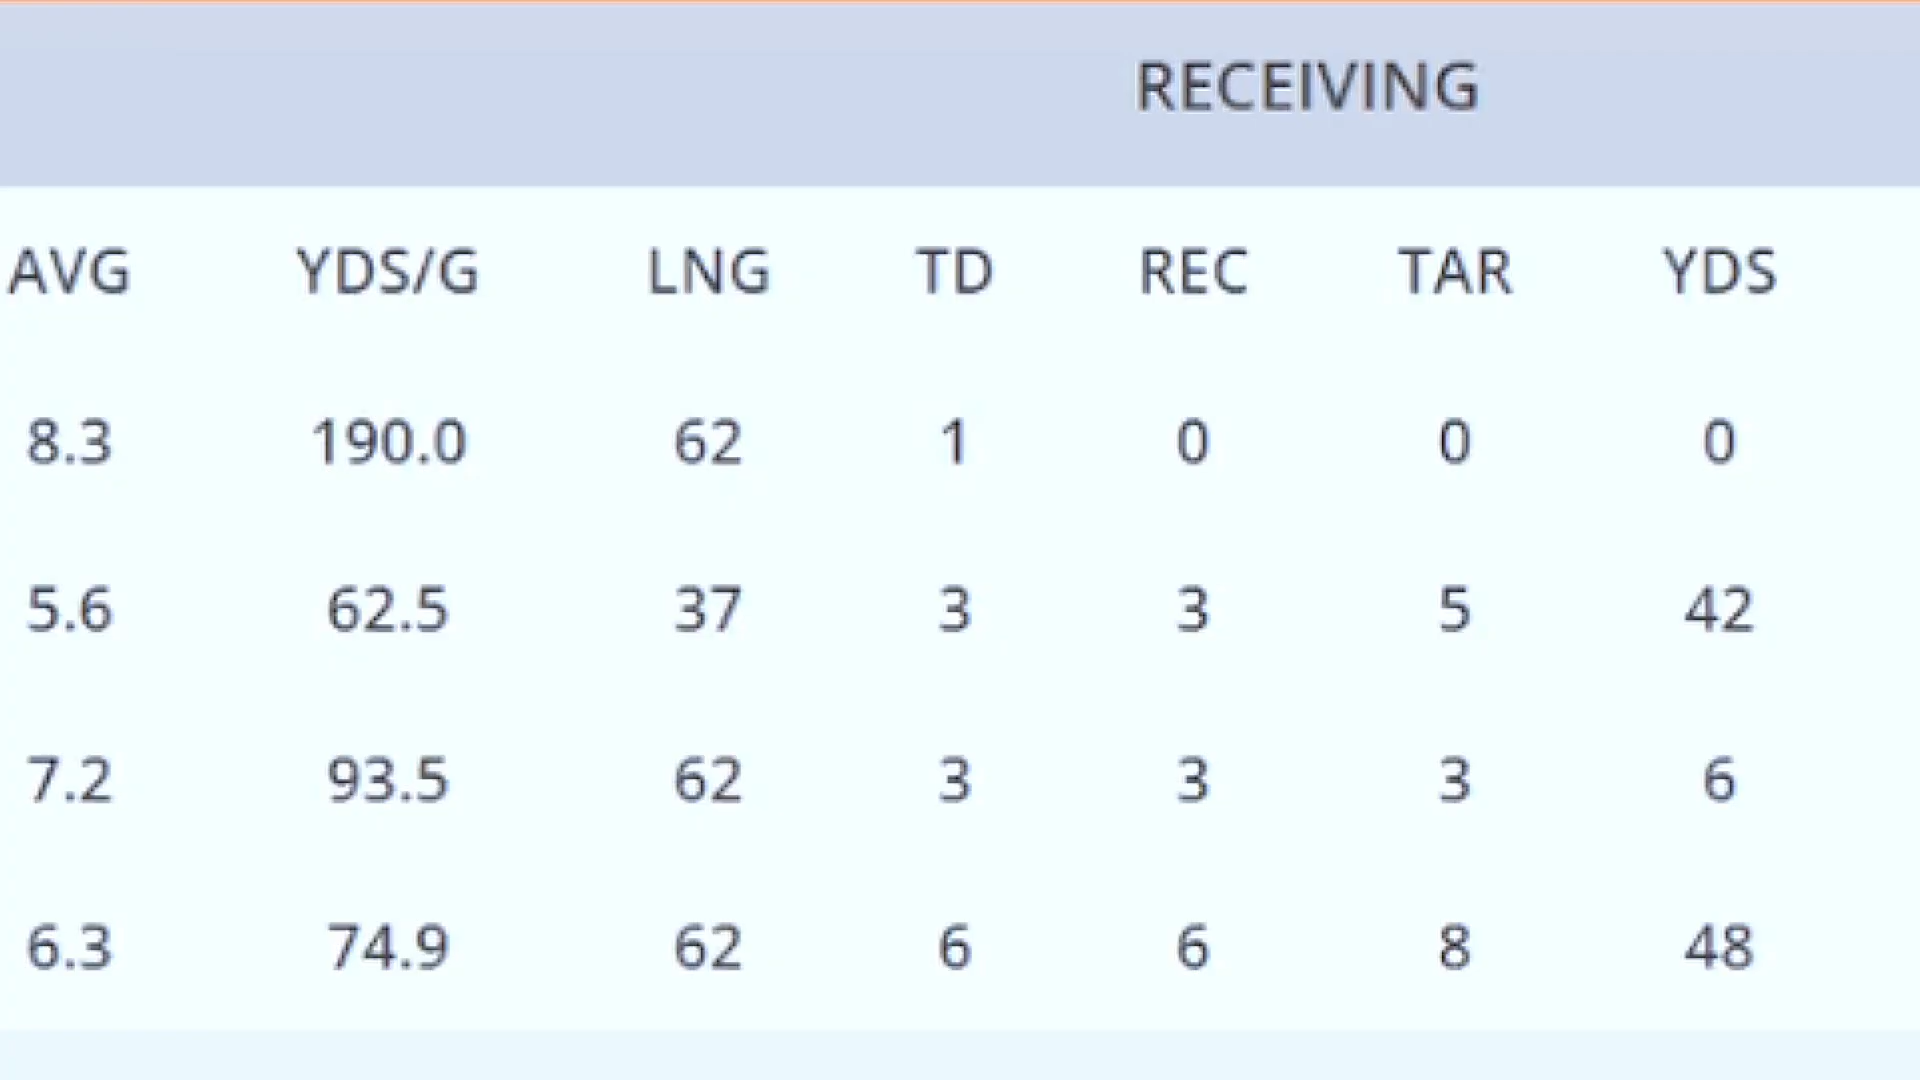 RECEIVING
AVG YDS/G LNG TD REC TAR YDS
8.3 190.0 62 1 0 0 0
5.6 62.5 37 3 3 5 42
7.2 93.5 62 3 3 3 6
6.3 74.9 62 6 6 8 48